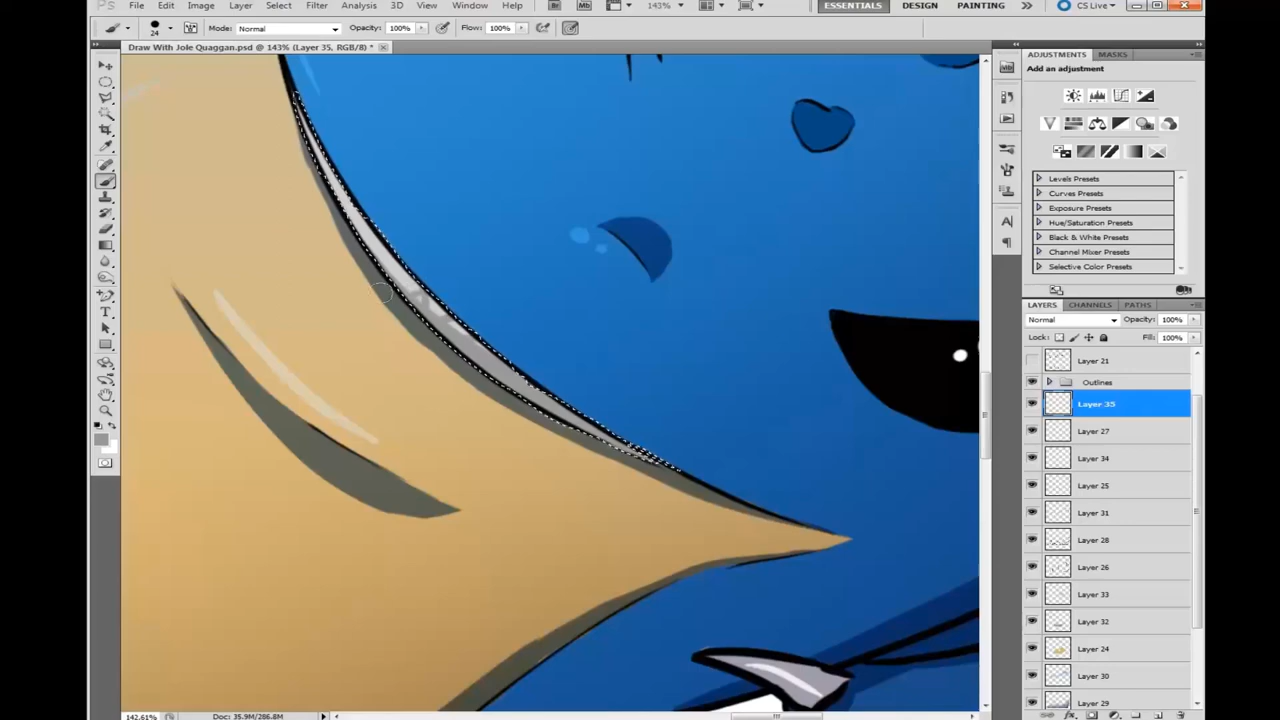 PS File Edit Image Layer Select Filter Analysis 3D View Window Help Br Mb 143% ESSENTIALS DESIGN PAINTING CS Live
24 Mode: Normal Opacity: 100% Flow: 100%
Draw With Jole Quaggan.psd @ 143% (Layer 35, RGB/8) *
ADJUSTMENTS MASKS
Add an adjustment
Levels Presets
Curves Presets
Exposure Presets
Hue/Saturation Presets
Black & White Presets
Channel Mixer Presets
Selective Color Presets
LAYERS CHANNELS PATHS
Normal Opacity: 100%
Lock: Fill: 100%
Layer 21
Outlines
Layer 35
Layer 27
Layer 34
Layer 25
Layer 31
Layer 28
Layer 26
Layer 33
Layer 32
Layer 24
Layer 30
Layer 29
142.61% Doc: 35.9M/286.8M